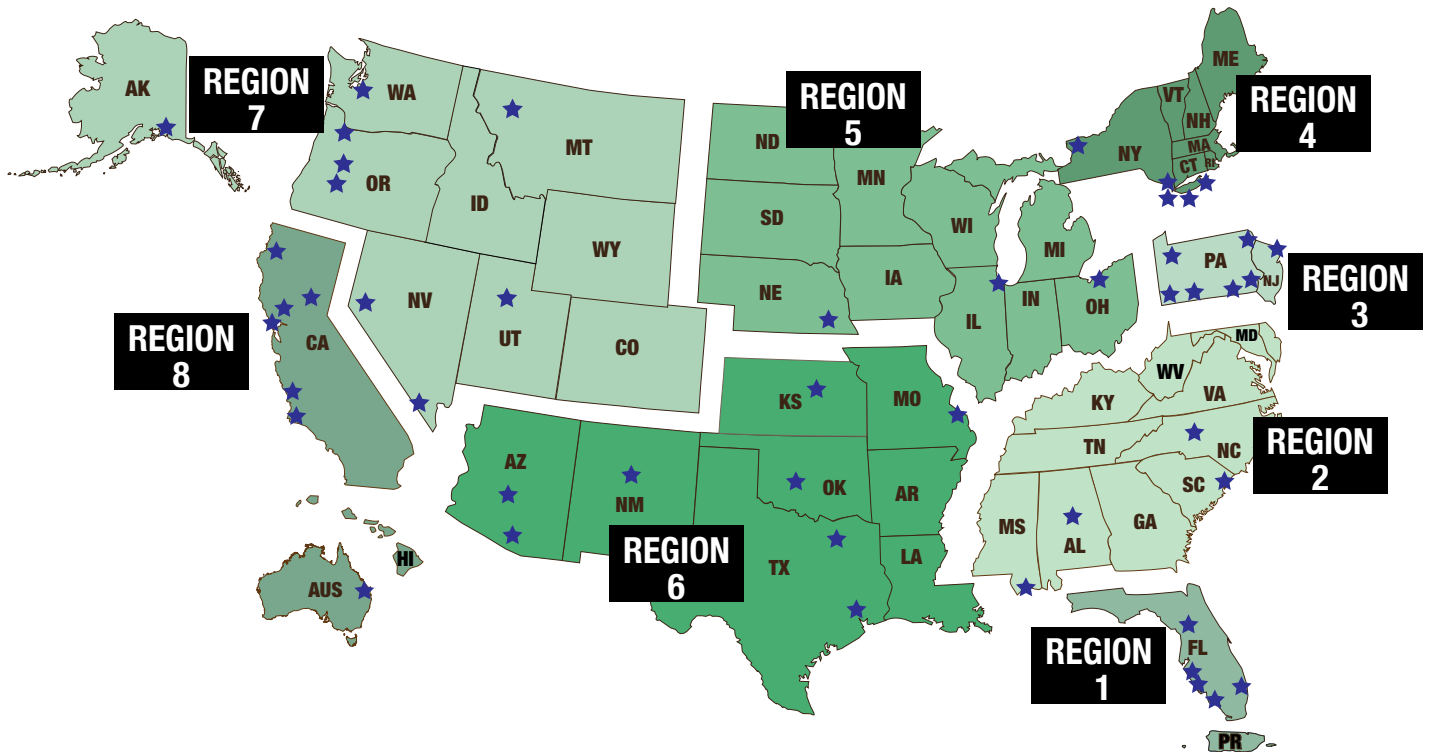 ME
AK
REGION
7
WA
REGION
5
VT
REGION
4
NH
ND
MT
NY
MA
CT
RI
MN
OR
ID
SD
WI
MI
WY
PA
NJ
REGION
3
IA
NE
NV
IL
IN
OH
UT
CO
MD
REGION
8
CA
WV
VA
KS
MO
KY
TN
NC
REGION
2
AZ
OK
AR
SC
NM
MS
AL
GA
HI
LA
REGION
6
TX
AUS
FL
REGION
1
PR